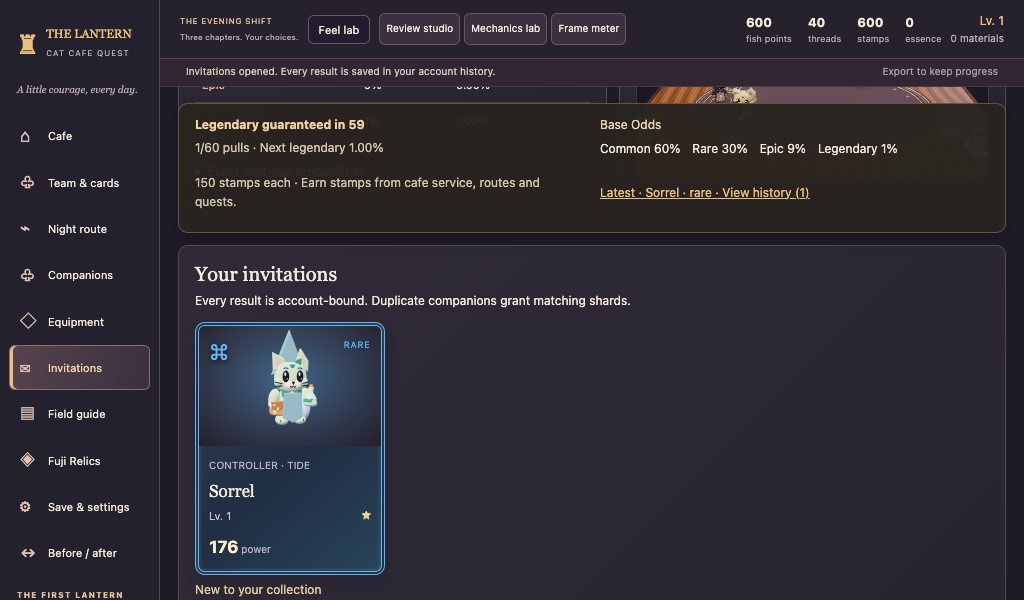 THE LANTERN
CAT CAFE QUEST
A little courage, every day.
Cafe
Team & cards
Night route
Companions
Equipment
Invitations
Field guide
Fuji Relics
Save & settings
Before / after
THE FIRST LANTERN
THE EVENING SHIFT
Three chapters. Your choices.
Feel lab
Review studio
Mechanics lab
Frame meter
600
fish points
40
threads
600
stamps
0
essence
Lv. 1
0 materials
Invitations opened. Every result is saved in your account history.
Export to keep progress
Legendary guaranteed in 59
1/60 pulls · Next legendary 1.00%
150 stamps each · Earn stamps from cafe service, routes and
quests.
Base Odds
Common 60% Rare 30% Epic 9% Legendary 1%
Latest · Sorrel · rare · View history (1)
Your invitations
Every result is account-bound. Duplicate companions grant matching shards.
RARE
CONTROLLER · TIDE
Sorrel
Lv. 1
176 power
New to your collection